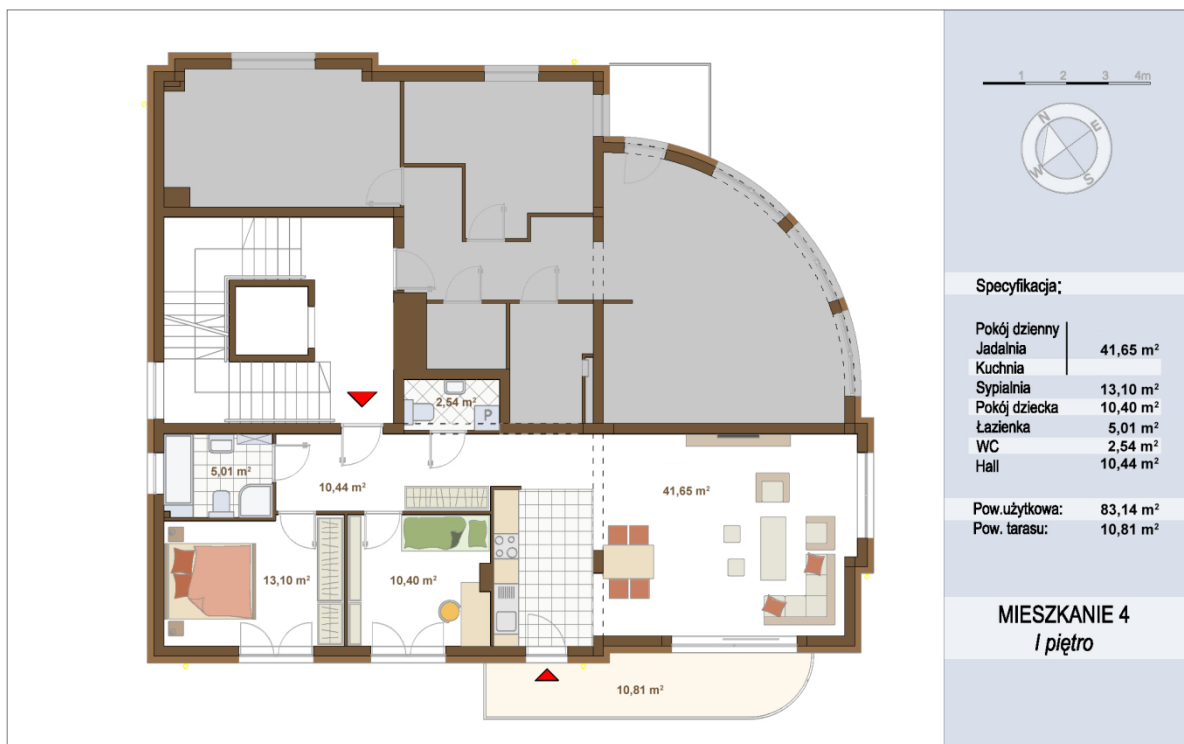 2,54 m²
P
5,01 m²
10,44 m²
41,65 m²
13,10 m²
10,40 m²
10,81 m²
1 2 3 4m
N
E
W
S
Specyfikacja:
Pokój dzienny
Jadalnia 41,65 m²
Kuchnia
Sypialnia 13,10 m²
Pokój dziecka 10,40 m²
Łazienka 5,01 m²
WC 2,54 m²
Hall 10,44 m²
Pow.użytkowa: 83,14 m²
Pow. tarasu: 10,81 m²
MIESZKANIE 4
I piętro